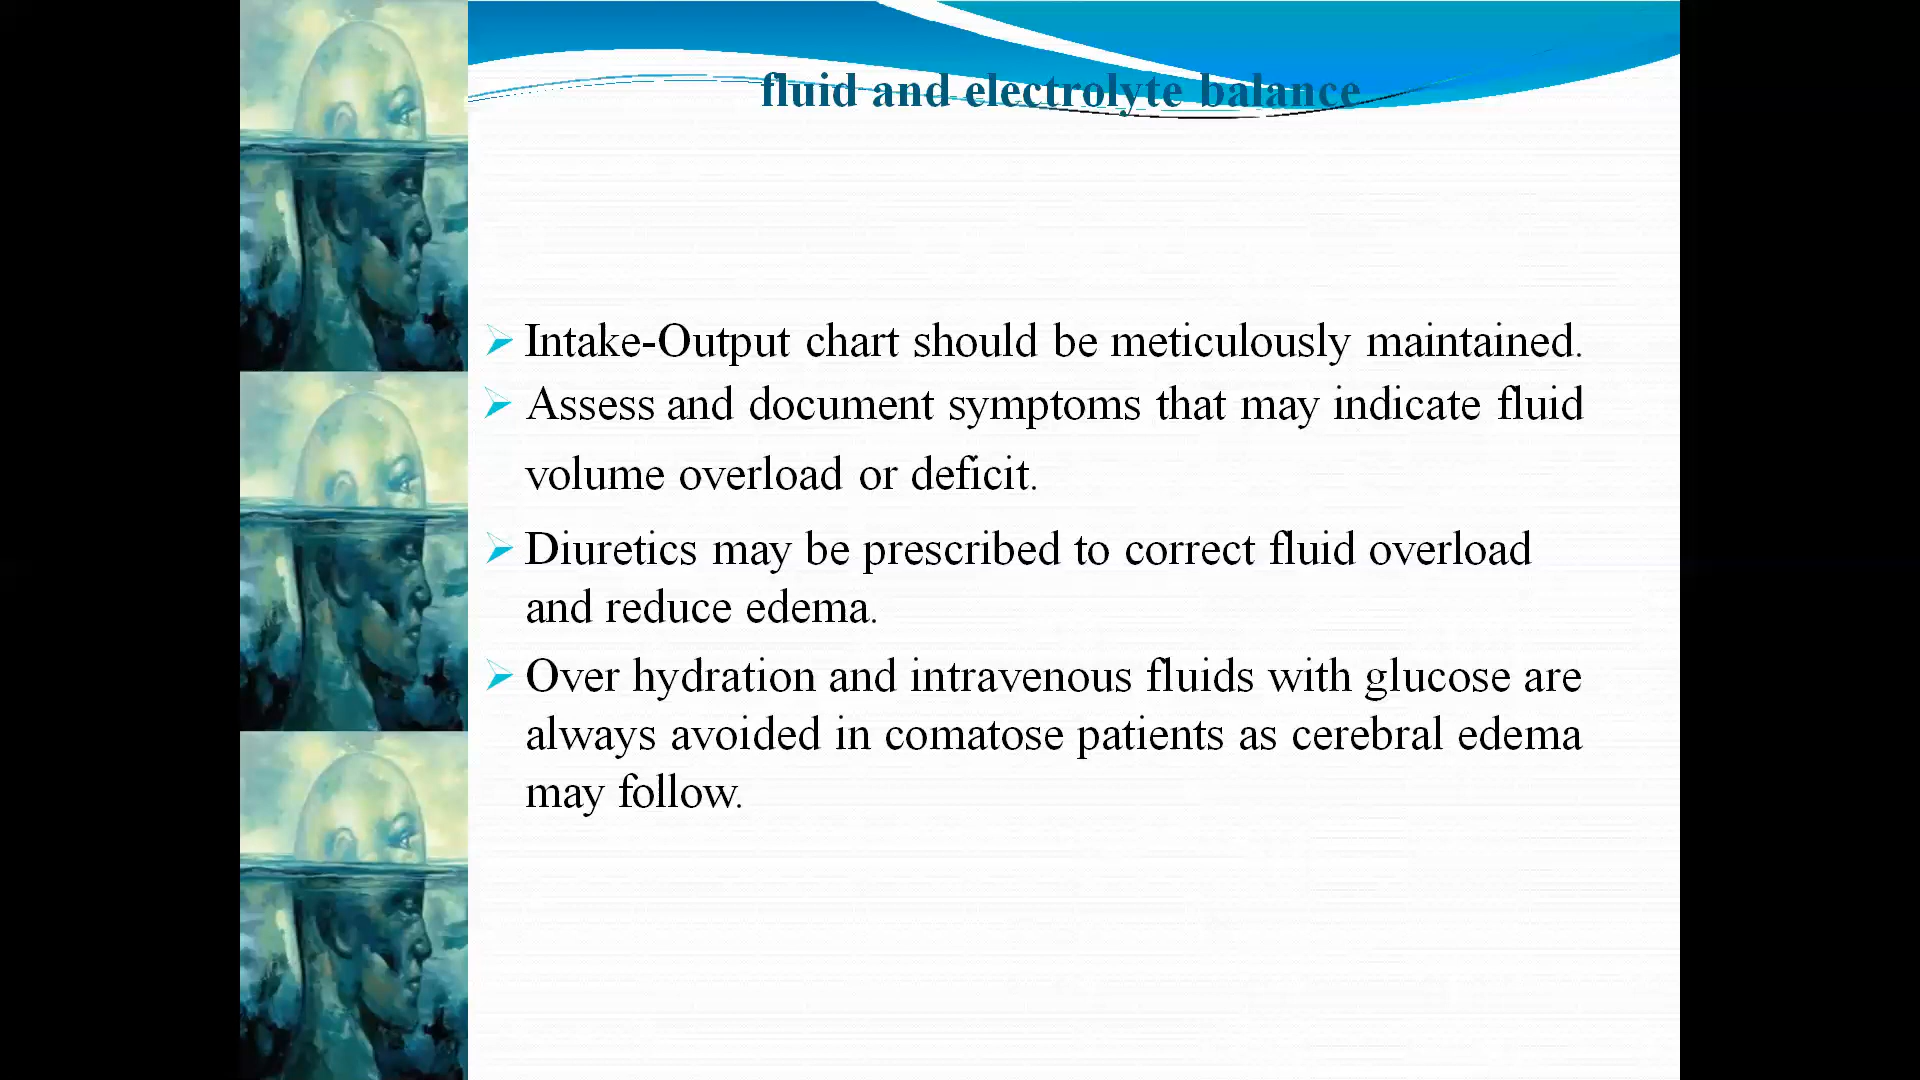 fluid and electrolyte balance
Intake-Output chart should be meticulously maintained.
Assess and document symptoms that may indicate fluid
volume overload or deficit.
Diuretics may be prescribed to correct fluid overload
and reduce edema.
Over hydration and intravenous fluids with glucose are
always avoided in comatose patients as cerebral edema
may follow.